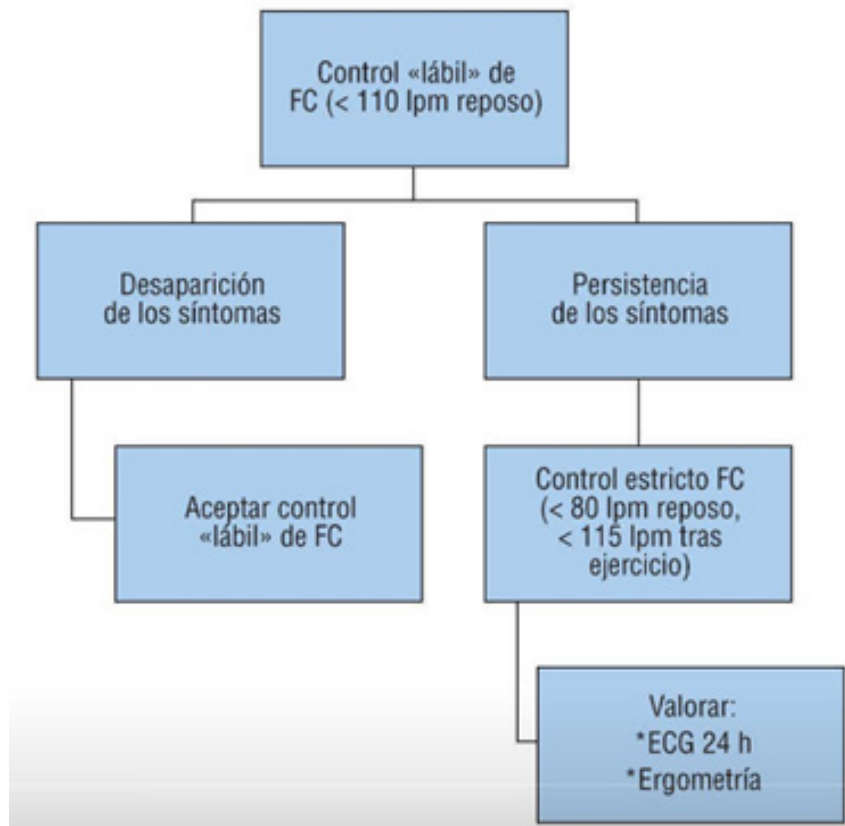 Control «lábil» de
FC (< 110 lpm reposo)
Desaparición
de los síntomas
Persistencia
de los síntomas
Aceptar control
«lábil» de FC
Control estricto FC
(< 80 lpm reposo,
< 115 lpm tras
ejercicio)
Valorar:
*ECG 24 h
*Ergometría